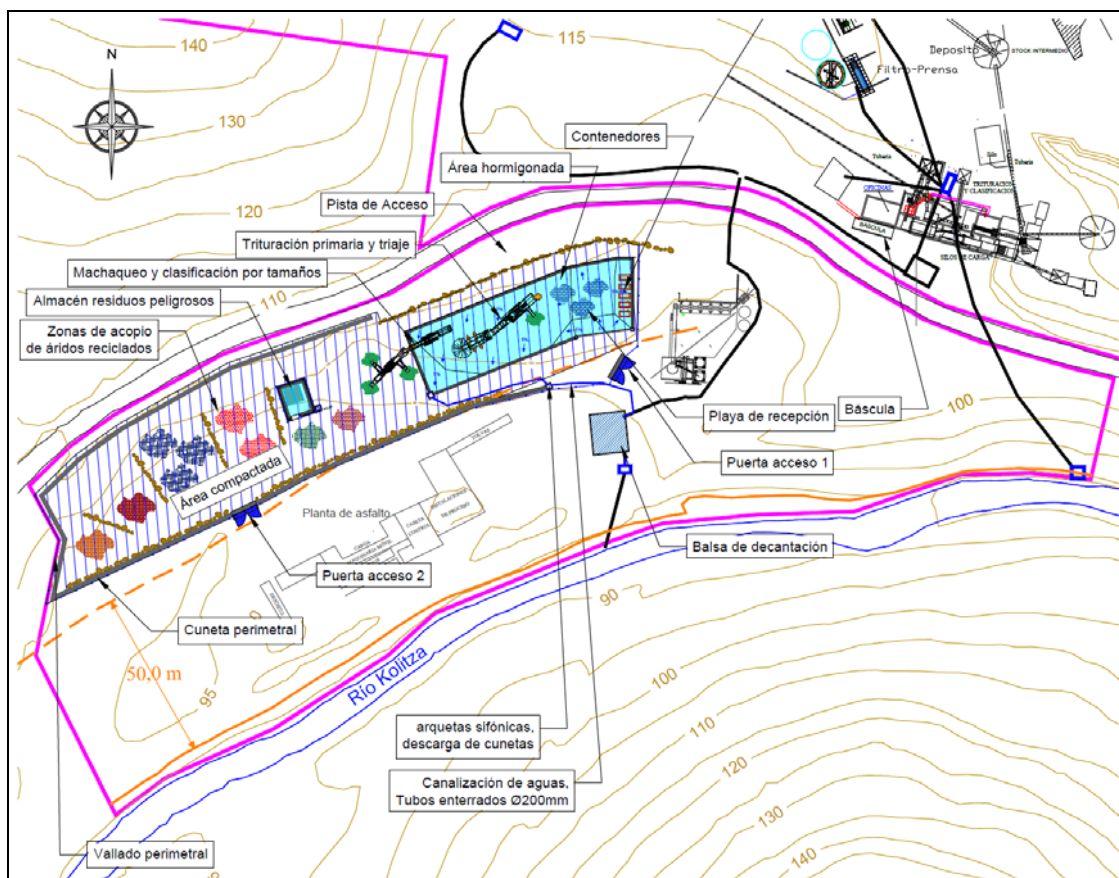 140
115
N
130
120
110
Deposito
STOCK INTERMEDIO
Filtro-Prensa
Contenedores
Área hormigonada
Pista de Acceso
Trituración primaria y triaje
Machaqueo y clasificación por tamaños
Almacén residuos peligrosos
Zonas de acopio
de áridos reciclados
Tuberia
Tuberia
OFICINAS
TRITURACION
Y CLASIFICACION
BASCULA
SILOS DE CARGA
Playa de recepción
Báscula
100
Puerta acceso 1
Área compactada
Planta de asfalto
Balsa de decantación
Puerta acceso 2
Cuneta perimetral
90
50,0 m
95
Río Kolitza
100
110
120
130
140
arquetas sifónicas,
descarga de cunetas
Canalización de aguas,
Tubos enterrados Ø200mm
Vallado perimetral